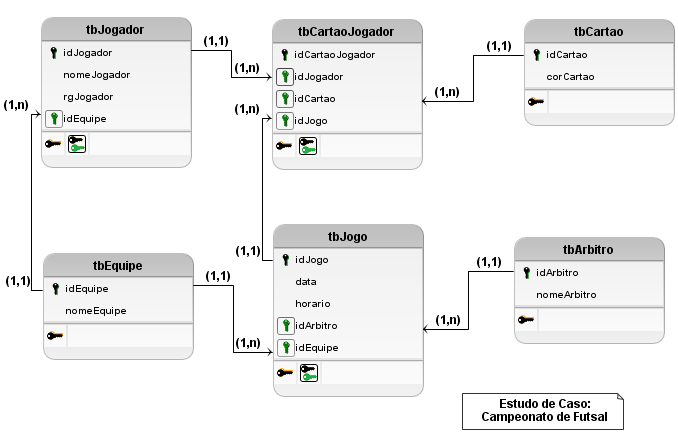 tbJogador
idJogador
nomeJogador
rgJogador
idEquipe
(1,1)
(1,n)
(1,n)
tbCartaoJogador
idCartaoJogador
idJogador
idCartao
idJogo
(1,n)
(1,1)
(1,n)
tbCartao
idCartao
corCartao
(1,1)
tbEquipe
idEquipe
nomeEquipe
(1,1)
(1,1)
(1,n)
tbJogo
idJogo
data
horario
idArbitro
idEquipe
(1,1)
(1,n)
tbArbitro
idArbitro
nomeArbitro
Estudo de Caso:
Campeonato de Futsal